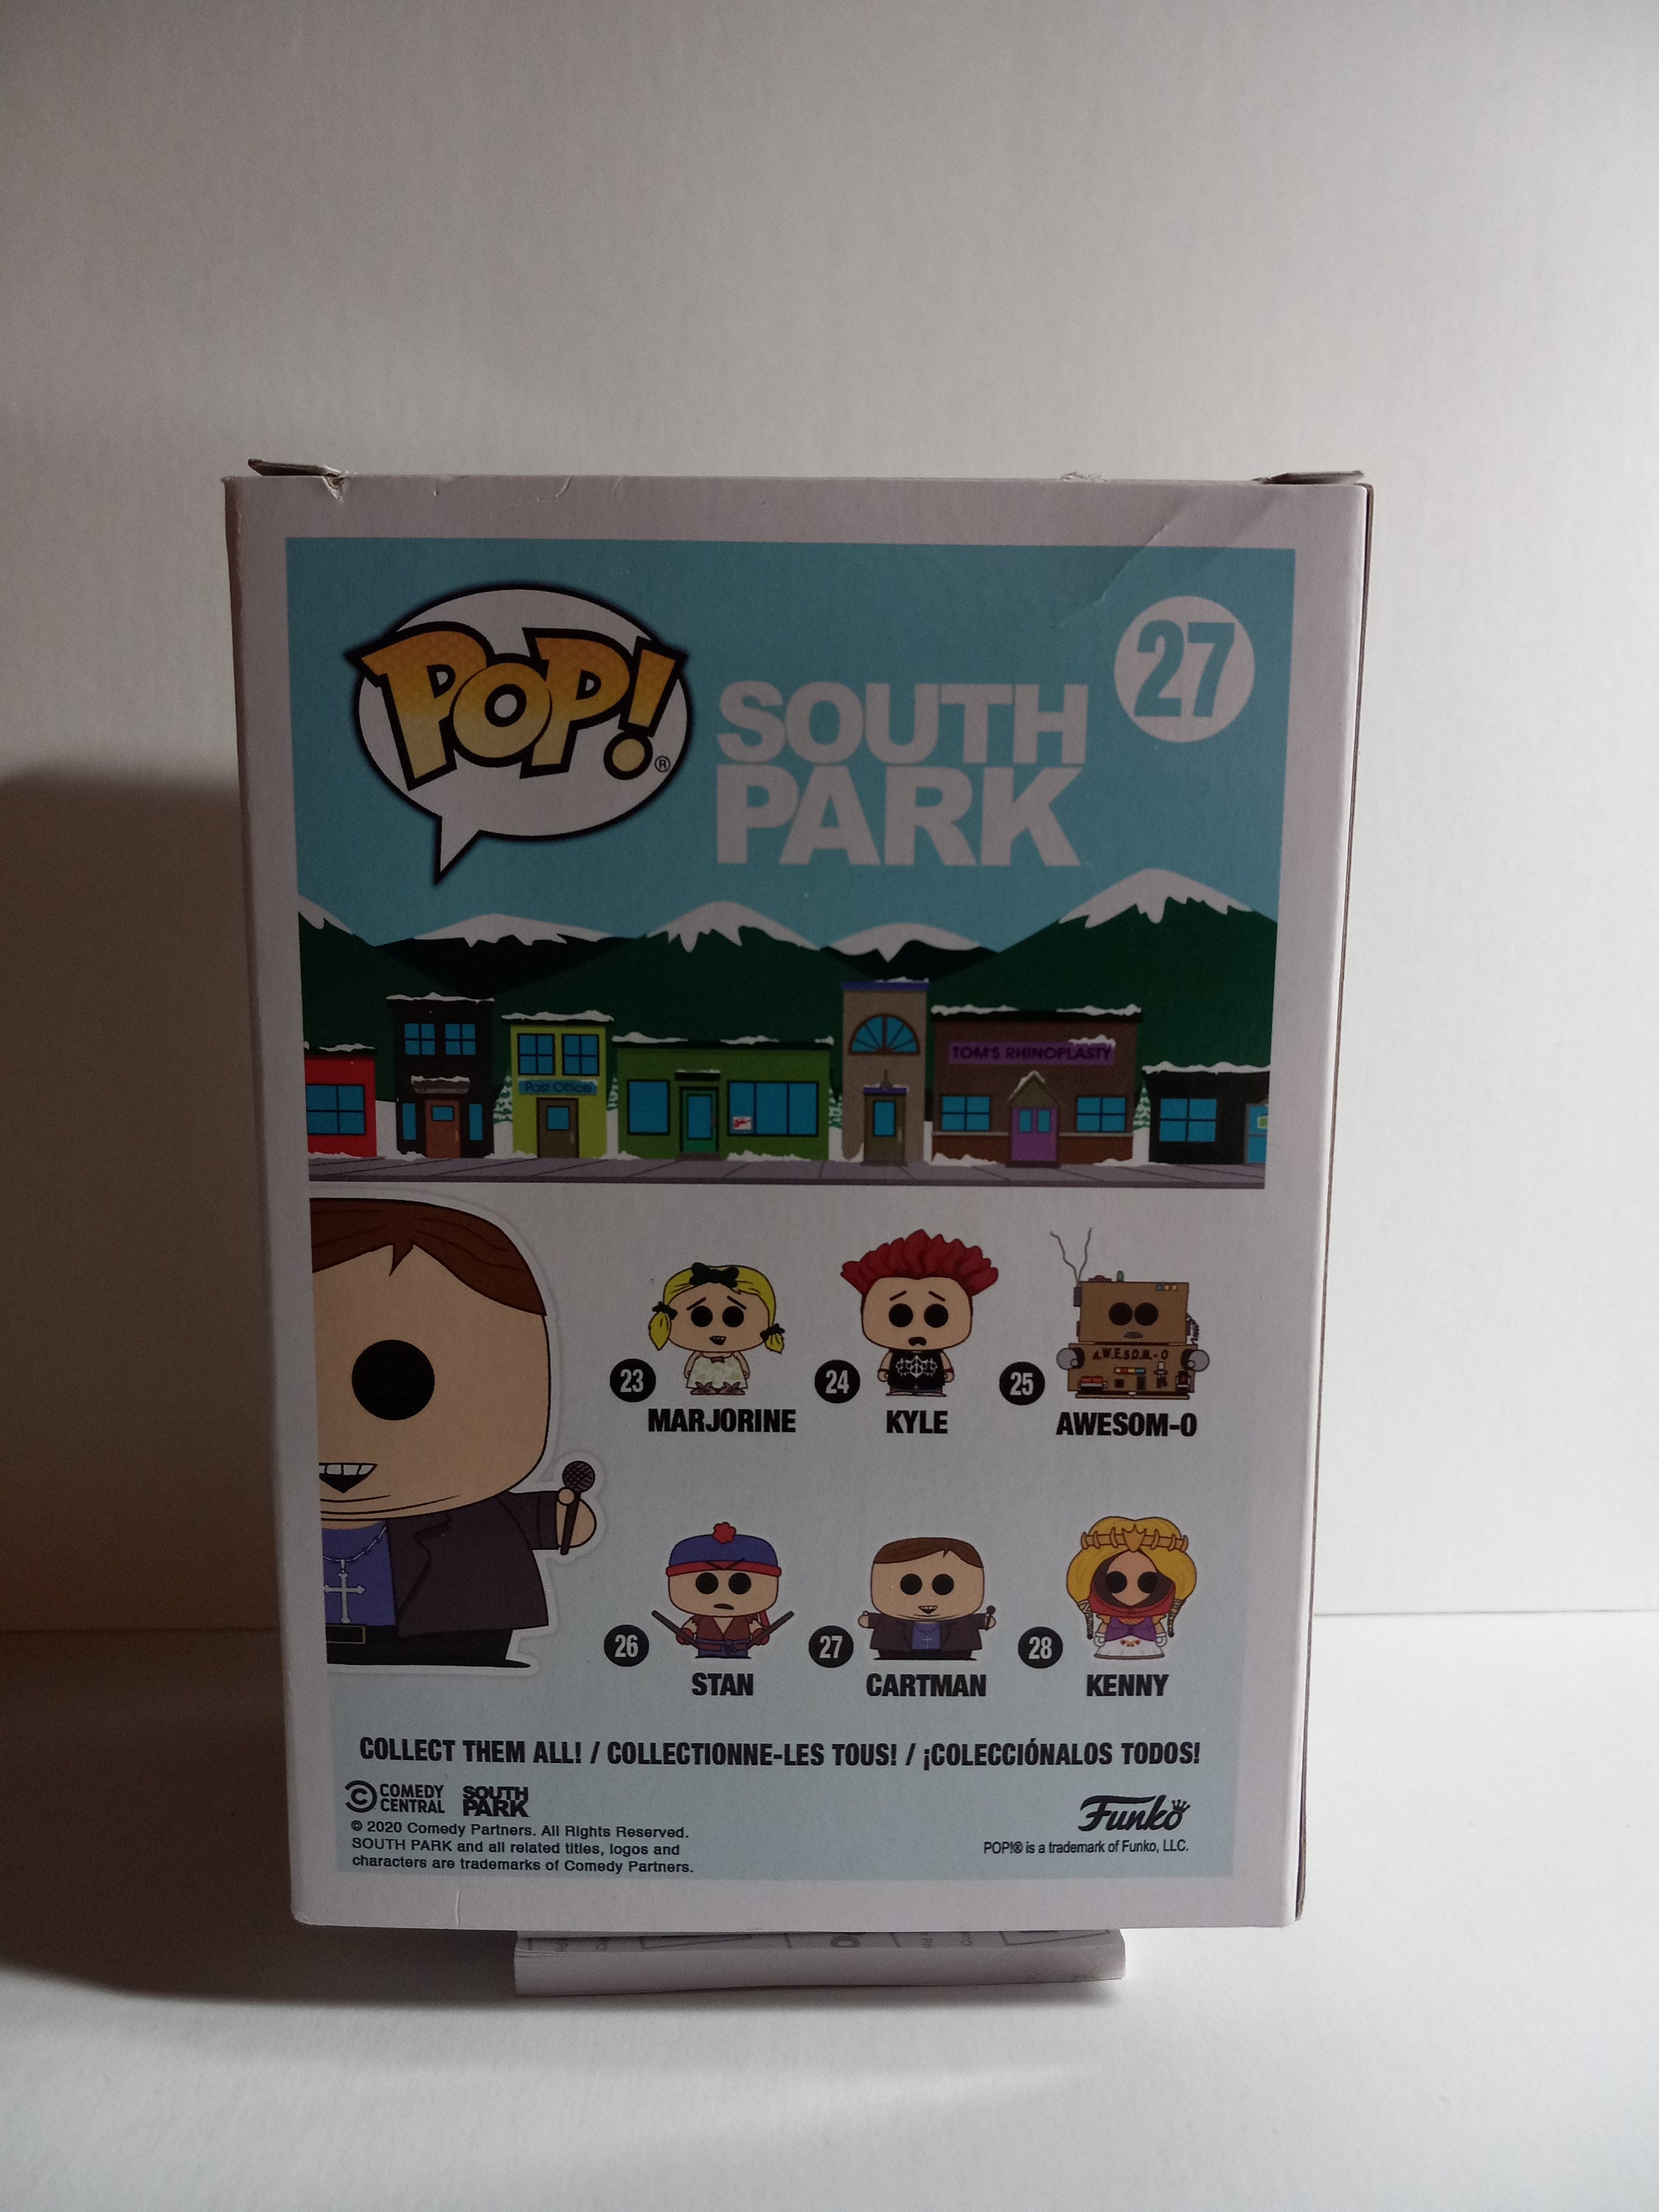 POP!®
SOUTH
PARK
27
Post Office
TOM'S RHINOPLASTY
A.W.E.S.O.M.-O
23
MARJORINE
24
KYLE
25
AWESOM-O
26
STAN
27
CARTMAN
28
KENNY
COLLECT THEM ALL! / COLLECTIONNE-LES TOUS! / ¡COLECCIÓNALOS TODOS!
COMEDY
CENTRAL
SOUTH
PARK
© 2020 Comedy Partners. All Rights Reserved.
SOUTH PARK and all related titles, logos and
characters are trademarks of Comedy Partners.
Funko
POP!® is a trademark of Funko, LLC.